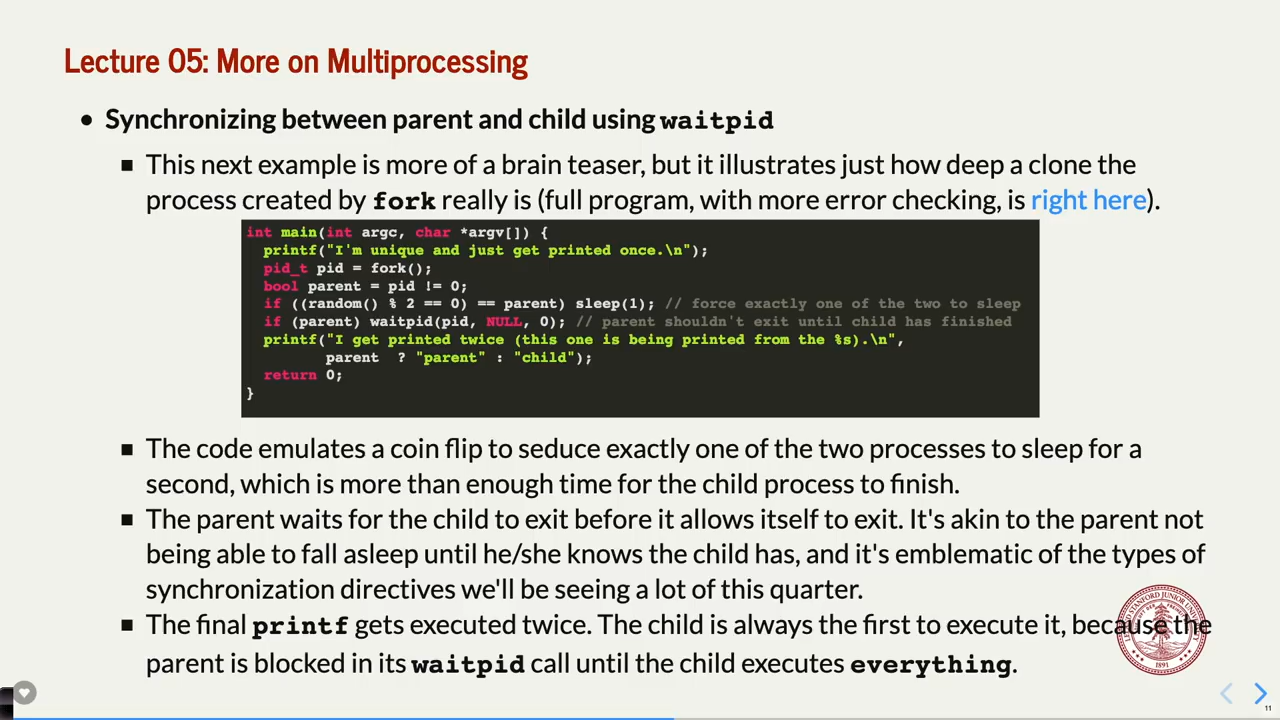 Lecture 05: More on Multiprocessing
• Synchronizing between parent and child using waitpid
▪ This next example is more of a brain teaser, but it illustrates just how deep a clone the
process created by fork really is (full program, with more error checking, is right here).
int main(int argc, char *argv[]) {
  printf("I'm unique and just get printed once.\n");
  pid_t pid = fork();
  bool parent = pid != 0;
  if ((random() % 2 == 0) == parent) sleep(1); // force exactly one of the two to sleep
  if (parent) waitpid(pid, NULL, 0); // parent shouldn't exit until child has finished
  printf("I get printed twice (this one is being printed from the %s).\n",
         parent  ? "parent" : "child");
  return 0;
}
▪ The code emulates a coin flip to seduce exactly one of the two processes to sleep for a
second, which is more than enough time for the child process to finish.
▪ The parent waits for the child to exit before it allows itself to exit. It's akin to the parent not
being able to fall asleep until he/she knows the child has, and it's emblematic of the types of
synchronization directives we'll be seeing a lot of this quarter.
▪ The final printf gets executed twice. The child is always the first to execute it, because the
parent is blocked in its waitpid call until the child executes everything.
1891
11